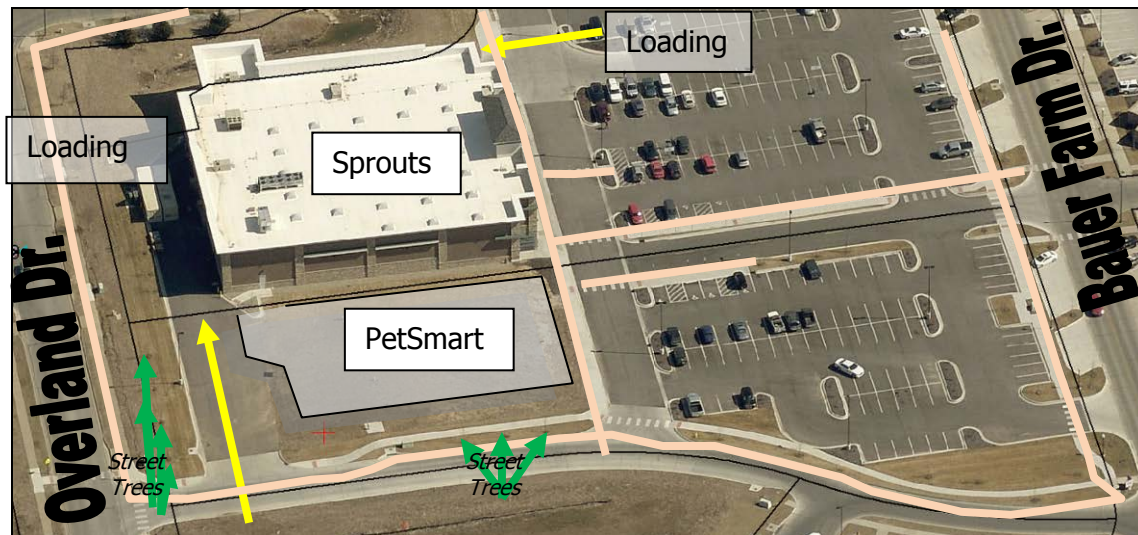 Loading
Loading
Sprouts
PetSmart
Overland Dr.
Bauer Farm Dr.
Street
Trees
Street
Trees